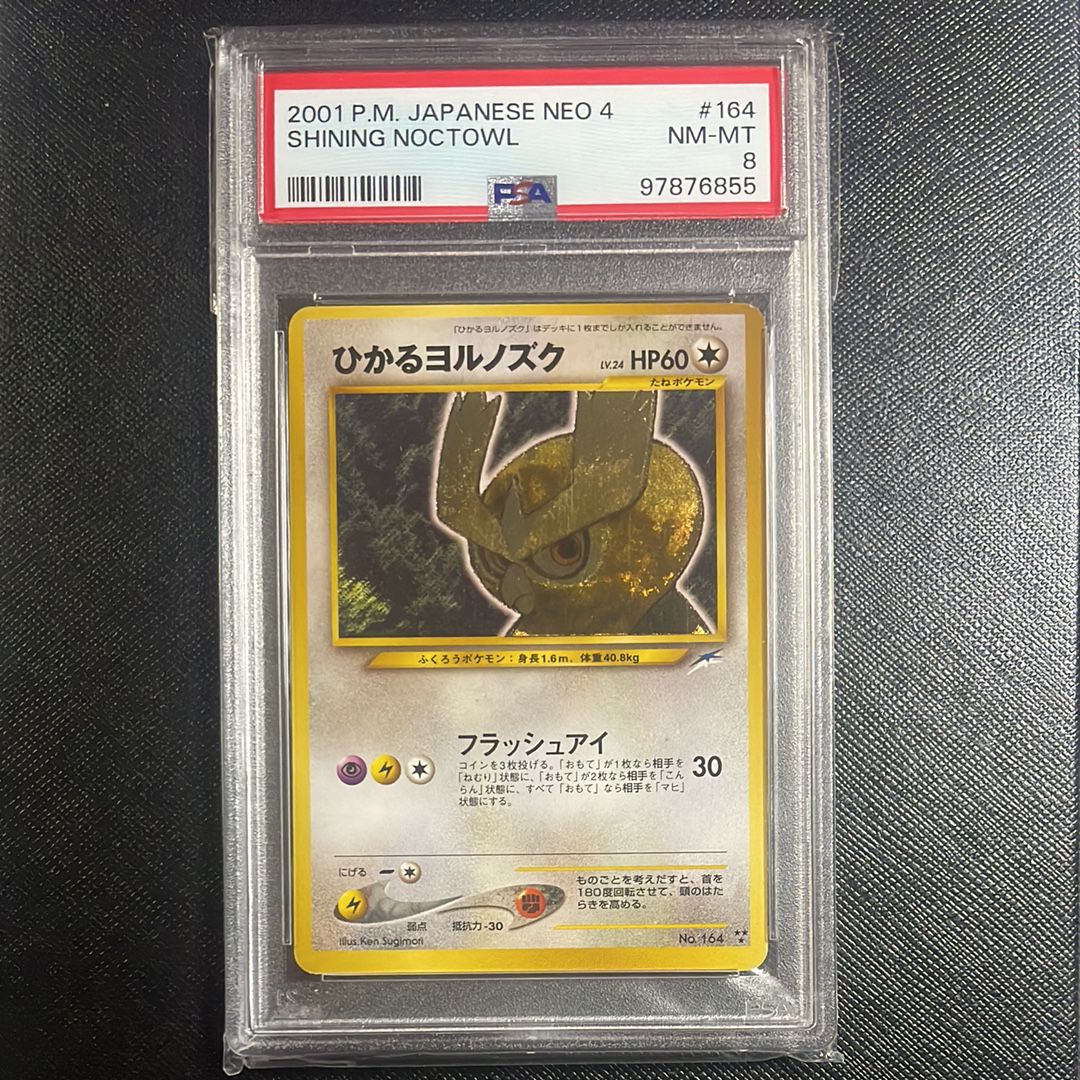 2001 P.M. JAPANESE NEO 4 #164
SHINING NOCTOWL NM-MT
8
PSA 97876855
「ひかるヨルノズク」はデッキに1枚までしか入れることができません。
ひかるヨルノズク LV.24 HP60
たねポケモン
ふくろうポケモン：身長1.6m、体重40.8kg
フラッシュアイ
コインを3枚投げる。「おもて」が1枚なら相手を
「ねむり」状態に、「おもて」が2枚なら相手を「こん
らん」状態に、すべて「おもて」なら相手を「マヒ」
状態にする。
30
にげる
弱点
抵抗力 -30
ものごとを考えだすと、首を
180度回転させて、頭のはた
らきを高める。
Illus. Ken Sugimori
No. 164